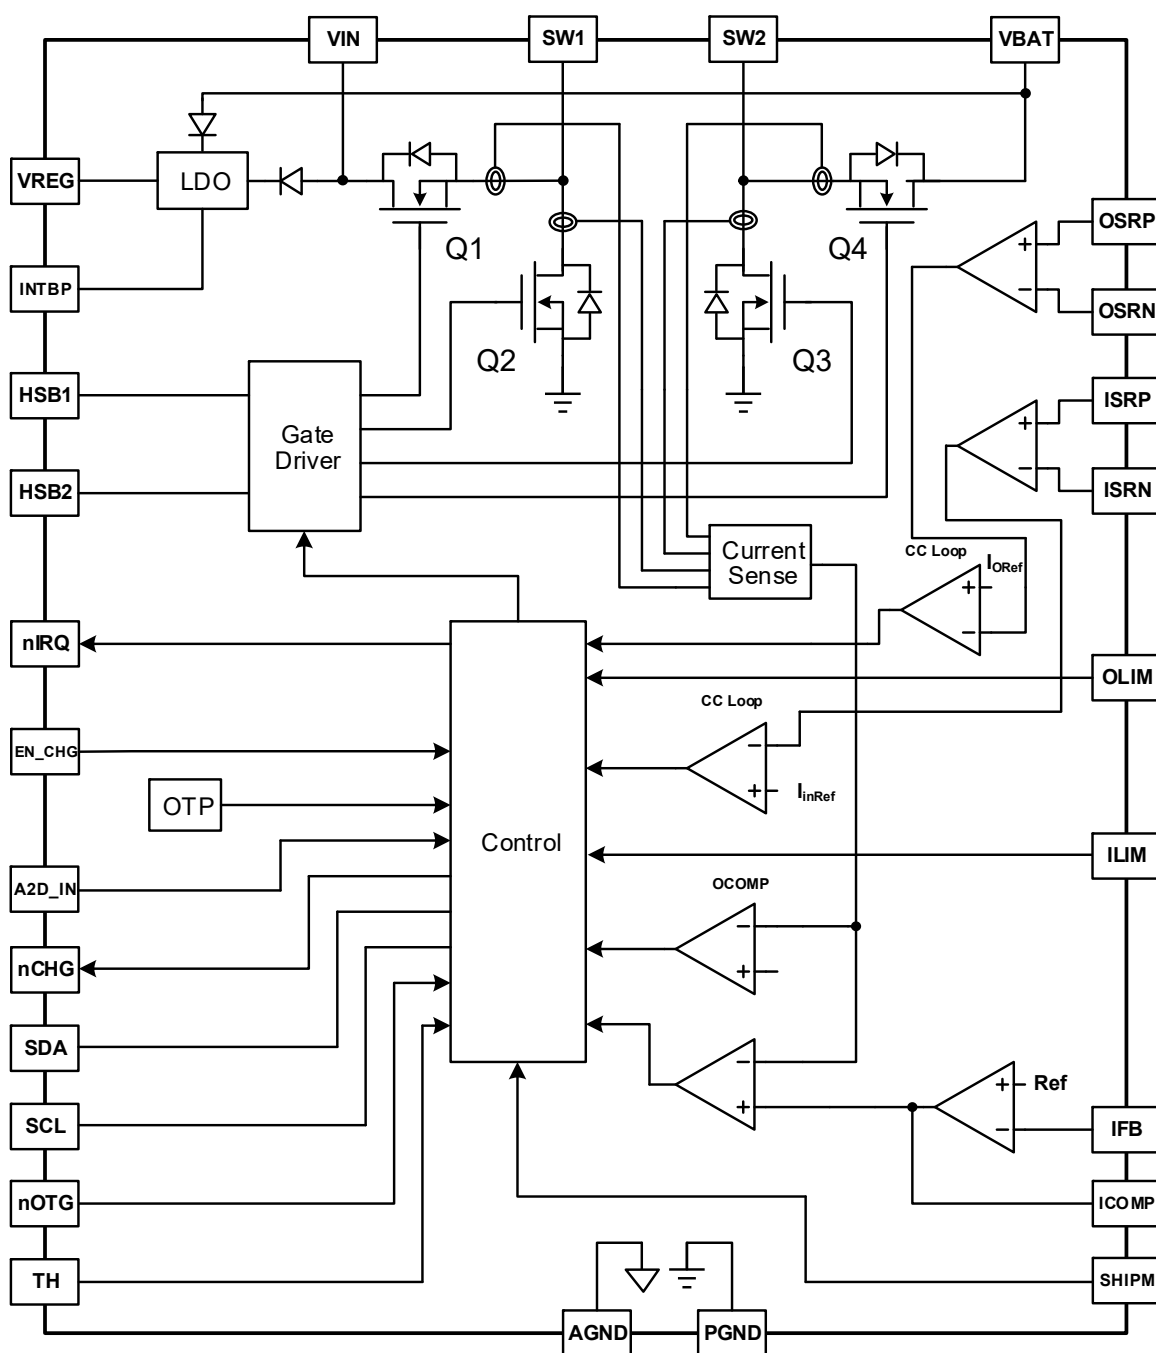 VIN
SW1
SW2
VBAT
VREG
LDO
OSRP
Q1
Q4
INTBP
OSRN
Q2
Q3
HSB1
ISRP
Gate
Driver
HSB2
ISRN
Current
Sense
CC Loop
IORef
nIRQ
OLIM
CC Loop
EN_CHG
IinRef
OTP
Control
ILIM
A2D_IN
OCOMP
nCHG
SDA
Ref
SCL
IFB
nOTG
ICOMP
TH
SHIPM
AGND
PGND